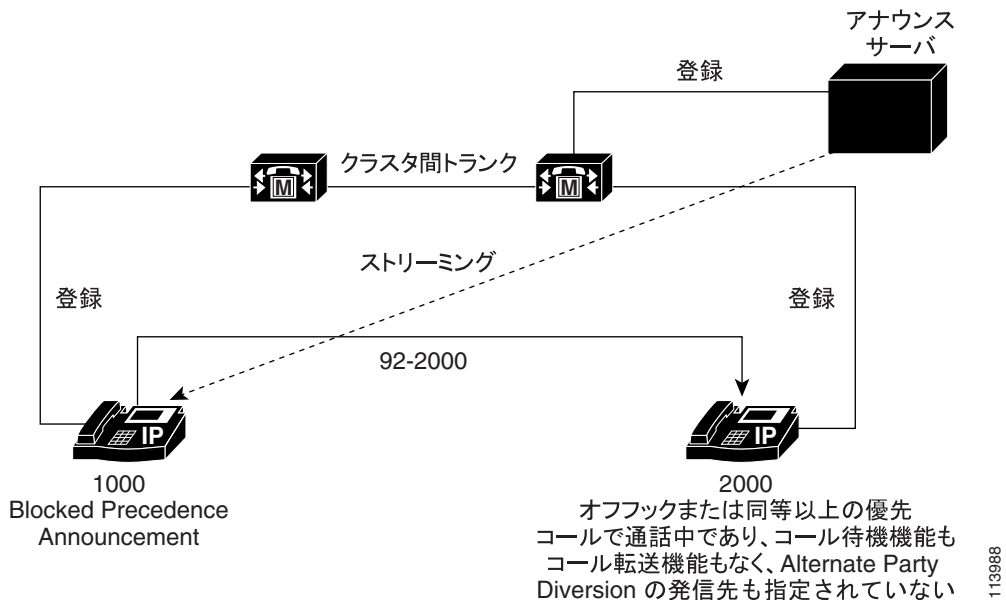 アナウンス
サーバ
登録
クラスタ間トランク
M
M
ストリーミング
登録
登録
92-2000
IP
IP
1000
Blocked Precedence
Announcement
2000
オフフックまたは同等以上の優先
コールで通話中であり、コール待機機能も
コール転送機能もなく、Alternate Party
Diversion の発信先も指定されていない
113988